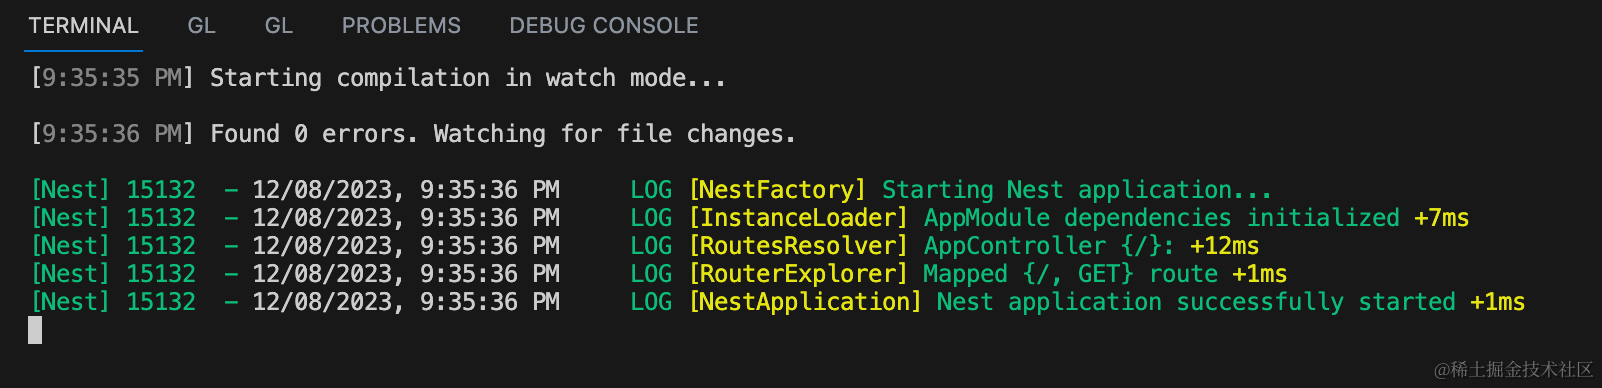 TERMINAL GL GL PROBLEMS DEBUG CONSOLE
[9:35:35 PM] Starting compilation in watch mode...
[9:35:36 PM] Found 0 errors. Watching for file changes.
[Nest] 15132  - 12/08/2023, 9:35:36 PM     LOG [NestFactory] Starting Nest application...
[Nest] 15132  - 12/08/2023, 9:35:36 PM     LOG [InstanceLoader] AppModule dependencies initialized +7ms
[Nest] 15132  - 12/08/2023, 9:35:36 PM     LOG [RoutesResolver] AppController {/}: +12ms
[Nest] 15132  - 12/08/2023, 9:35:36 PM     LOG [RouterExplorer] Mapped {/, GET} route +1ms
[Nest] 15132  - 12/08/2023, 9:35:36 PM     LOG [NestApplication] Nest application successfully started +1ms
@稀土掘金技术社区